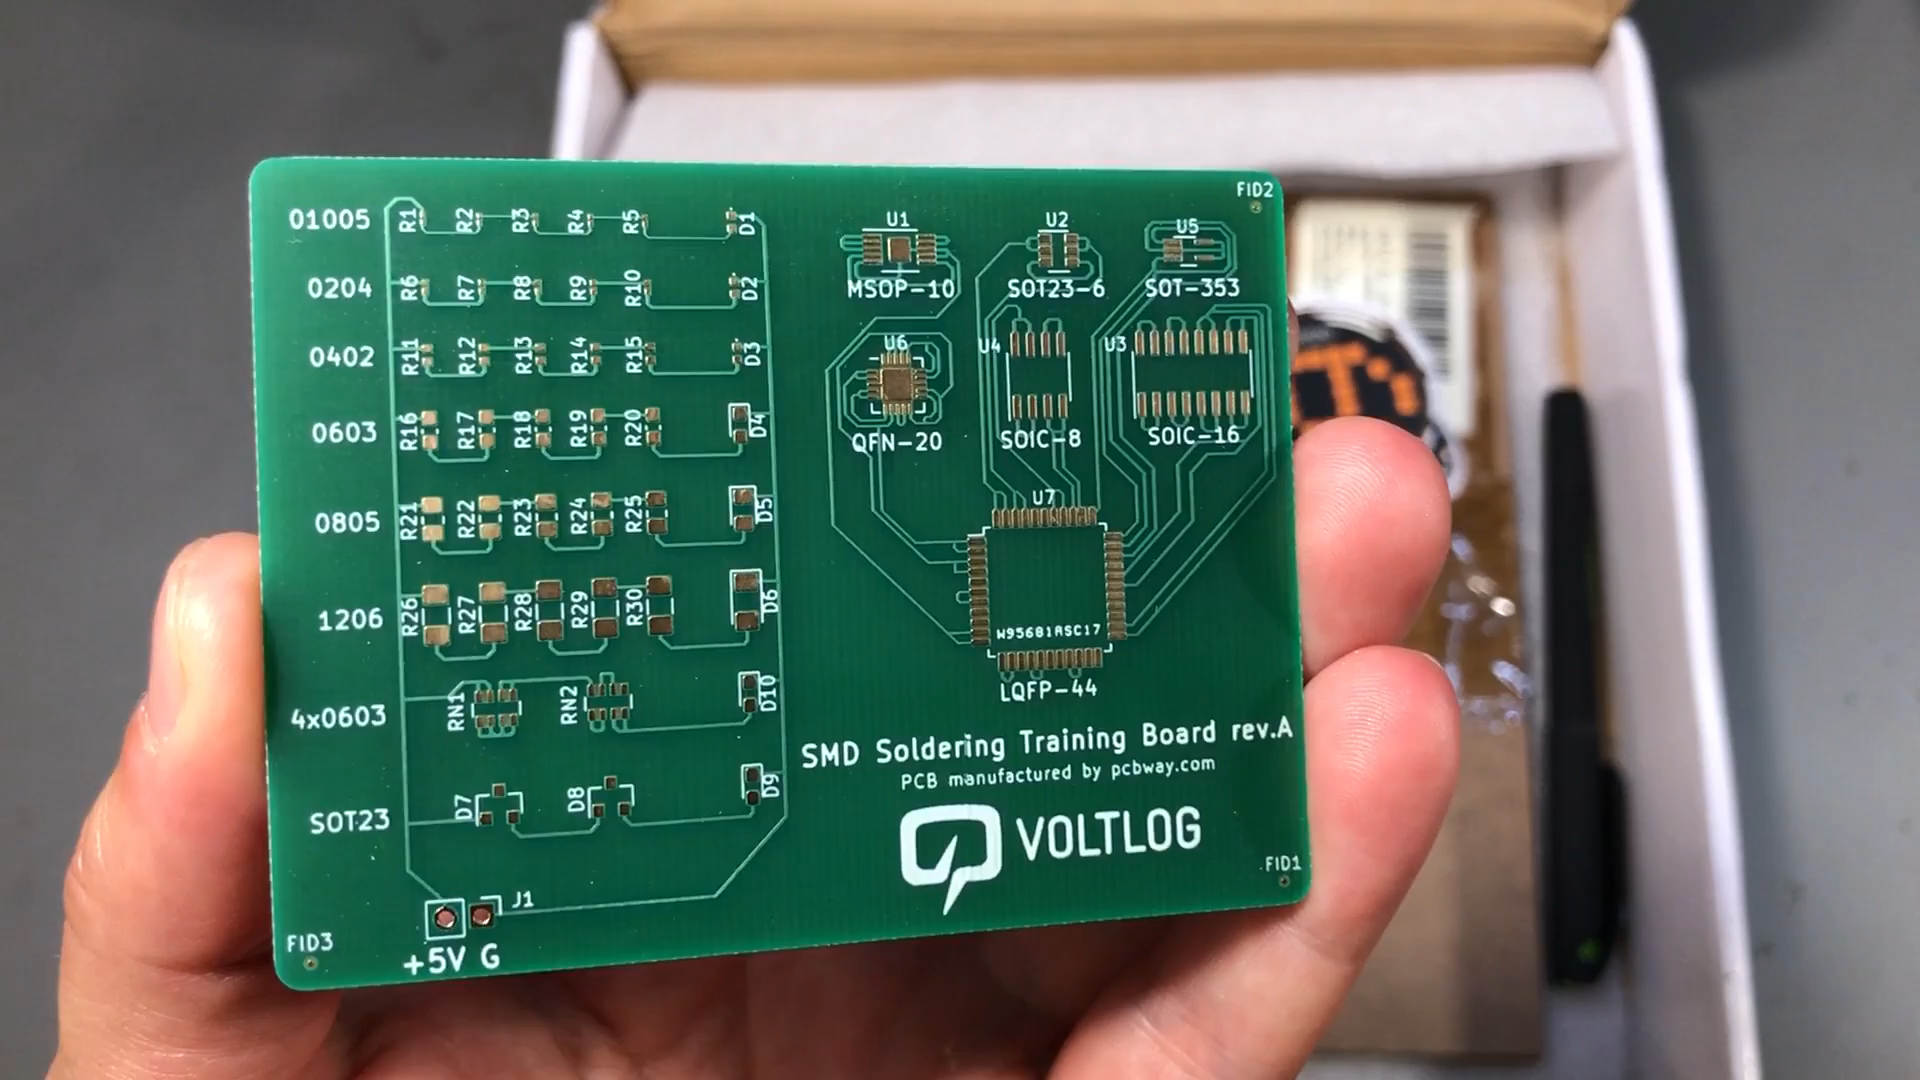 FID2
01005 R1 R2 R3 R4 R5 D1
U1 U2 U5
0204 R6 R7 R8 R9 R10 D2
MSOP-10 SOT23-6 SOT-353
0402 R11 R12 R13 R14 R15 D3
U6 U4 U3
0603 R16 R17 R18 R19 R20 D4
QFN-20 SOIC-8 SOIC-16
0805 R21 R22 R23 R24 R25 D5
U7
1206 R26 R27 R28 R29 R30 D6
W95681ASC17
LQFP-44
4x0603 RN1 RN2 D10
SMD Soldering Training Board rev.A
PCB manufactured by pcbway.com
SOT23 D7 D8 D9
VOLTLOG
FID1
J1
FID3
+5V G